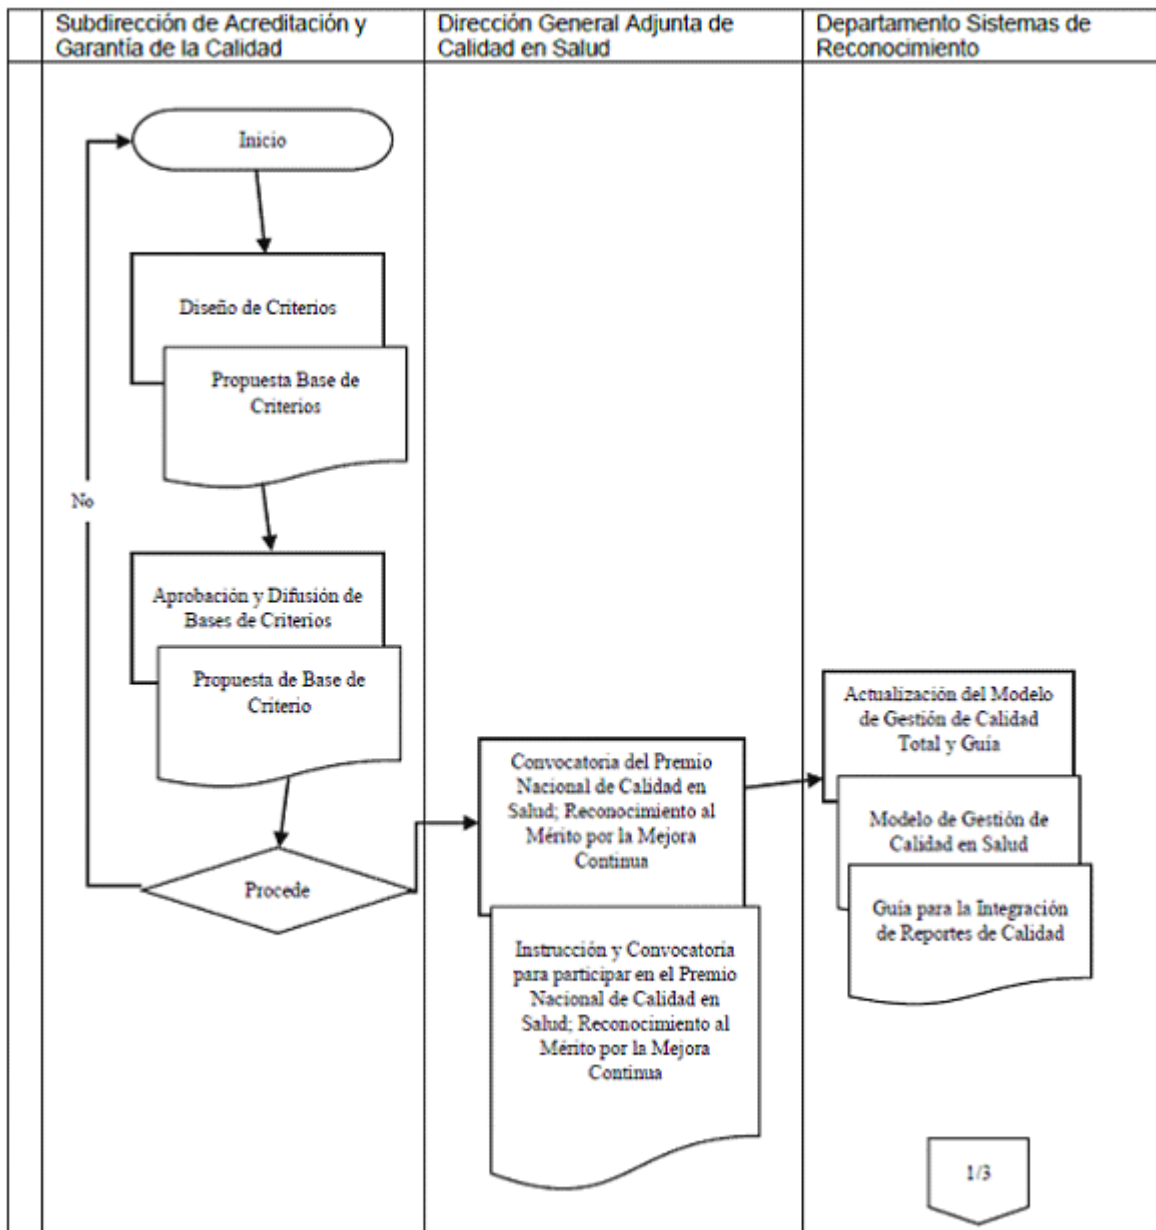 Subdirección de Acreditación y
Garantía de la Calidad
Dirección General Adjunta de
Calidad en Salud
Departamento Sistemas de
Reconocimiento
Inicio
Diseño de Criterios
Propuesta Base de
Criterios
No
Aprobación y Difusión de
Bases de Criterios
Propuesta de Base de
Criterio
Procede
Convocatoria del Premio
Nacional de Calidad en
Salud; Reconocimiento al
Mérito por la Mejora
Continua
Instrucción y Convocatoria
para participar en el Premio
Nacional de Calidad en
Salud; Reconocimiento al
Mérito por la Mejora
Continua
Actualización del Modelo
de Gestión de Calidad
Total y Guía
Modelo de Gestión de
Calidad en Salud
Guía para la Integración
de Reportes de Calidad
1/3